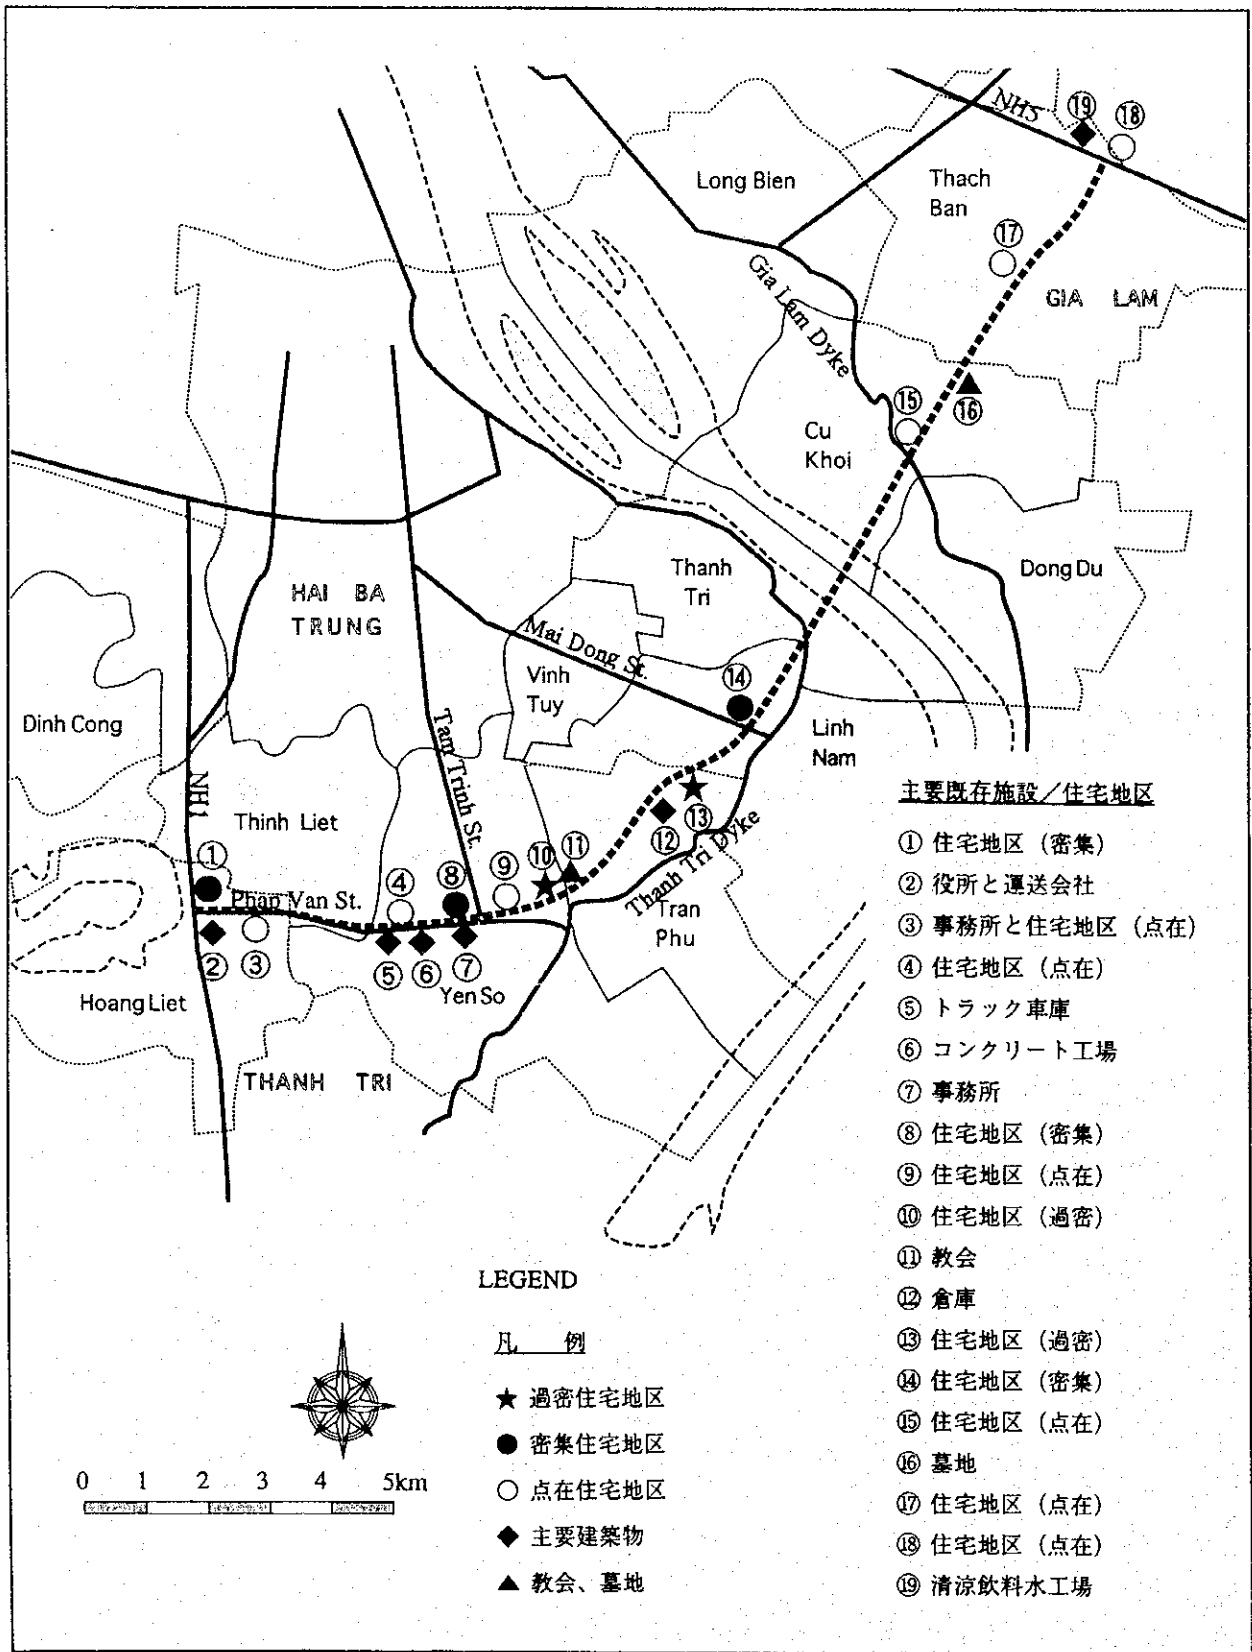 NH5
⑲
⑱
Long Bien
Thach
Ban
⑰
Gia Lam Dyke
GIA LAM
⑮
⑯
Cu
Khoi
Thanh
Tri
Dong Du
HAI BA
TRUNG
Mai Dong St.
Vinh
Tuy
⑭
Dinh Cong
Tam Trinh St.
Linh
Nam
NH1
Thinh Liet
⑫
⑬
Thanh Tri Dyke
①
Phap Van St.
④
⑧
⑨
⑩
⑪
Tran
Phu
②
③
⑤
⑥
⑦
Yen So
Hoang Liet
THANH TRI
主要既存施設／住宅地区
① 住宅地区（密集）
② 役所と運送会社
③ 事務所と住宅地区（点在）
④ 住宅地区（点在）
⑤ トラック車庫
⑥ コンクリート工場
⑦ 事務所
⑧ 住宅地区（密集）
⑨ 住宅地区（点在）
⑩ 住宅地区（過密）
⑪ 教会
⑫ 倉庫
⑬ 住宅地区（過密）
⑭ 住宅地区（密集）
⑮ 住宅地区（点在）
⑯ 墓地
⑰ 住宅地区（点在）
⑱ 住宅地区（点在）
⑲ 清涼飲料水工場
LEGEND
凡 例
★ 過密住宅地区
● 密集住宅地区
○ 点在住宅地区
◆ 主要建築物
▲ 教会、墓地
0 1 2 3 4 5km